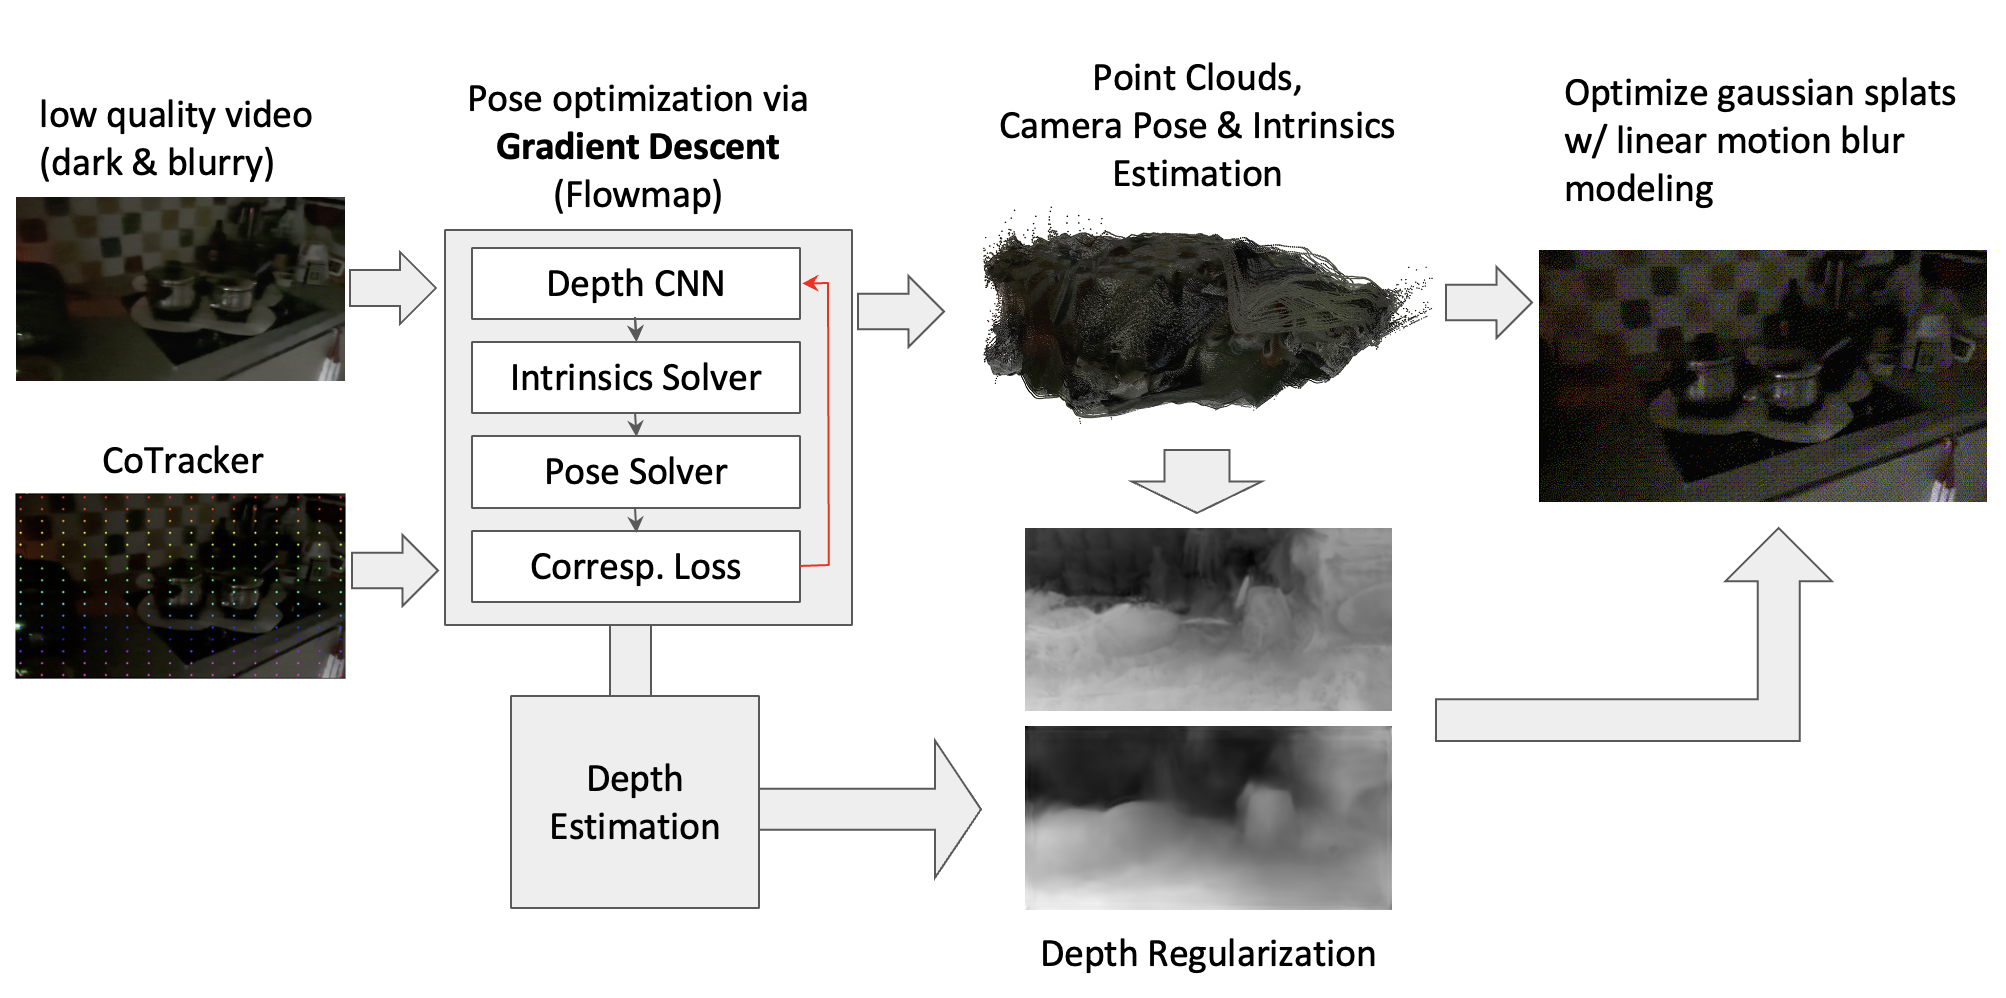 low quality video
(dark & blurry)
CoTracker
Pose optimization via
Gradient Descent
(Flowmap)
Depth CNN
Intrinsics Solver
Pose Solver
Corresp. Loss
Depth
Estimation
Point Clouds,
Camera Pose & Intrinsics
Estimation
Depth Regularization
Optimize gaussian splats
w/ linear motion blur
modeling